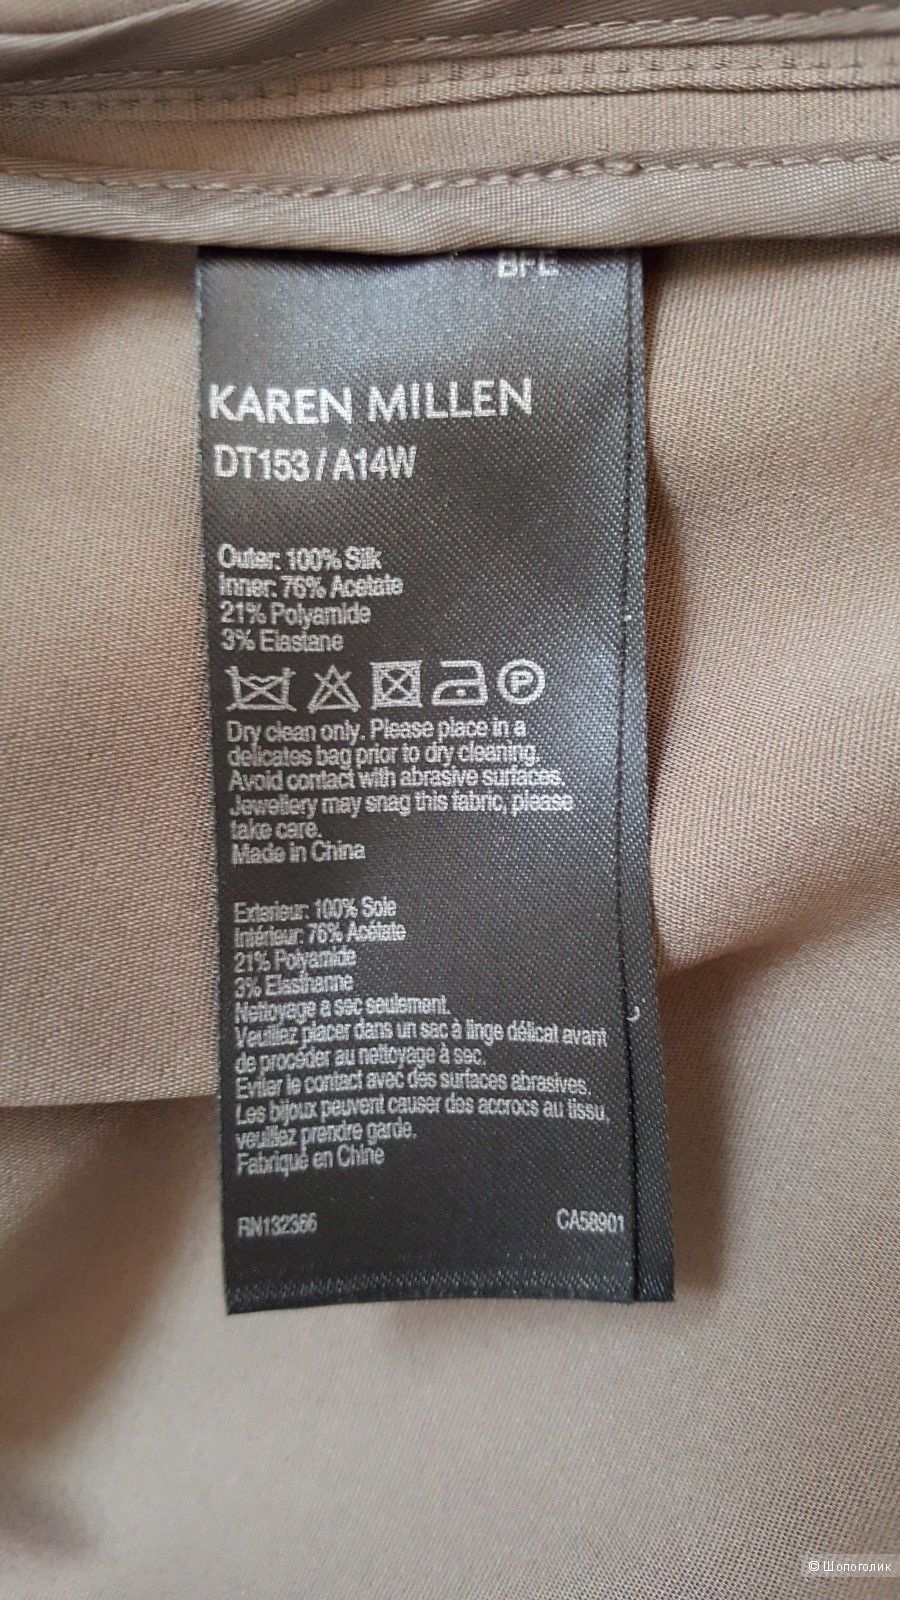 BFE
KAREN MILLEN
DT153 / A14W
Outer: 100% Silk
Inner: 76% Acetate
21% Polyamide
3% Elastane
P
Dry clean only. Please place in a
delicates bag prior to dry cleaning.
Avoid contact with abrasive surfaces.
Jewellery may snag this fabric, please
take care.
Made in China
Exterieur: 100% Soie
Intérieur: 76% Acétate
21% Polyamide
3% Elasthanne
Nettoyage a sec seulement.
Veuillez placer dans un sac à linge délicat avant
de procéder au nettoyage à sec.
Eviter le contact avec des surfaces abrasives.
Les bijoux peuvent causer des accrocs au tissu,
veuillez prendre garde.
Fabriqué en Chine
RN132366 CA58901
© Шопоголик